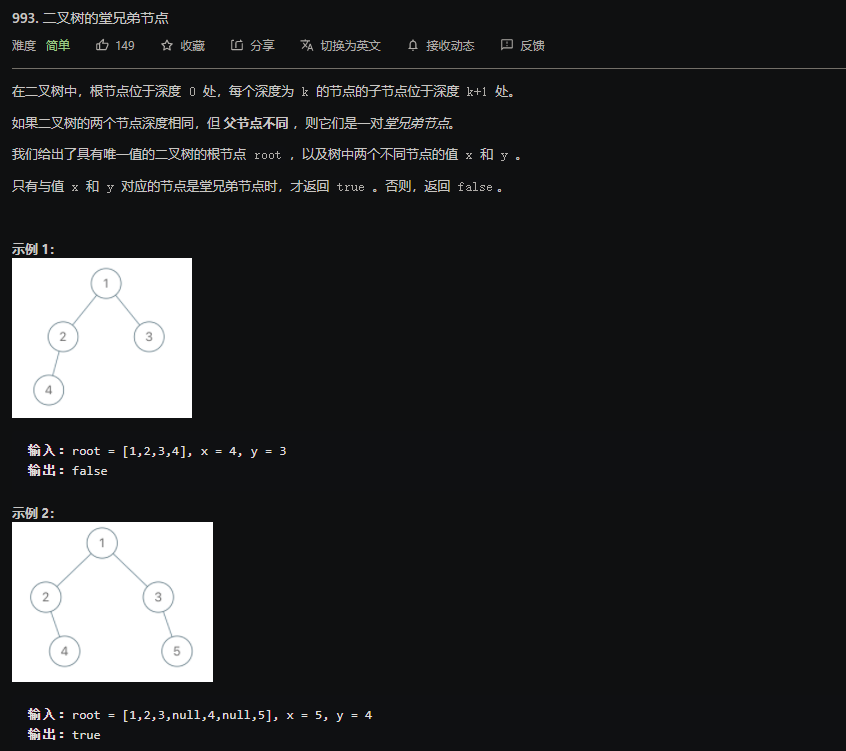 993. 二叉树的堂兄弟节点
难度 简单 149 收藏 分享 切换为英文 接收动态 反馈
在二叉树中，根节点位于深度 0 处，每个深度为 k 的节点的子节点位于深度 k+1 处。
如果二叉树的两个节点深度相同，但 父节点不同 ，则它们是一对堂兄弟节点。
我们给出了具有唯一值的二叉树的根节点 root ，以及树中两个不同节点的值 x 和 y 。
只有与值 x 和 y 对应的节点是堂兄弟节点时，才返回 true 。否则，返回 false。
示例 1：
1
2 3
4
输入：root = [1,2,3,4], x = 4, y = 3
输出：false
示例 2：
1
2 3
4 5
输入：root = [1,2,3,null,4,null,5], x = 5, y = 4
输出：true